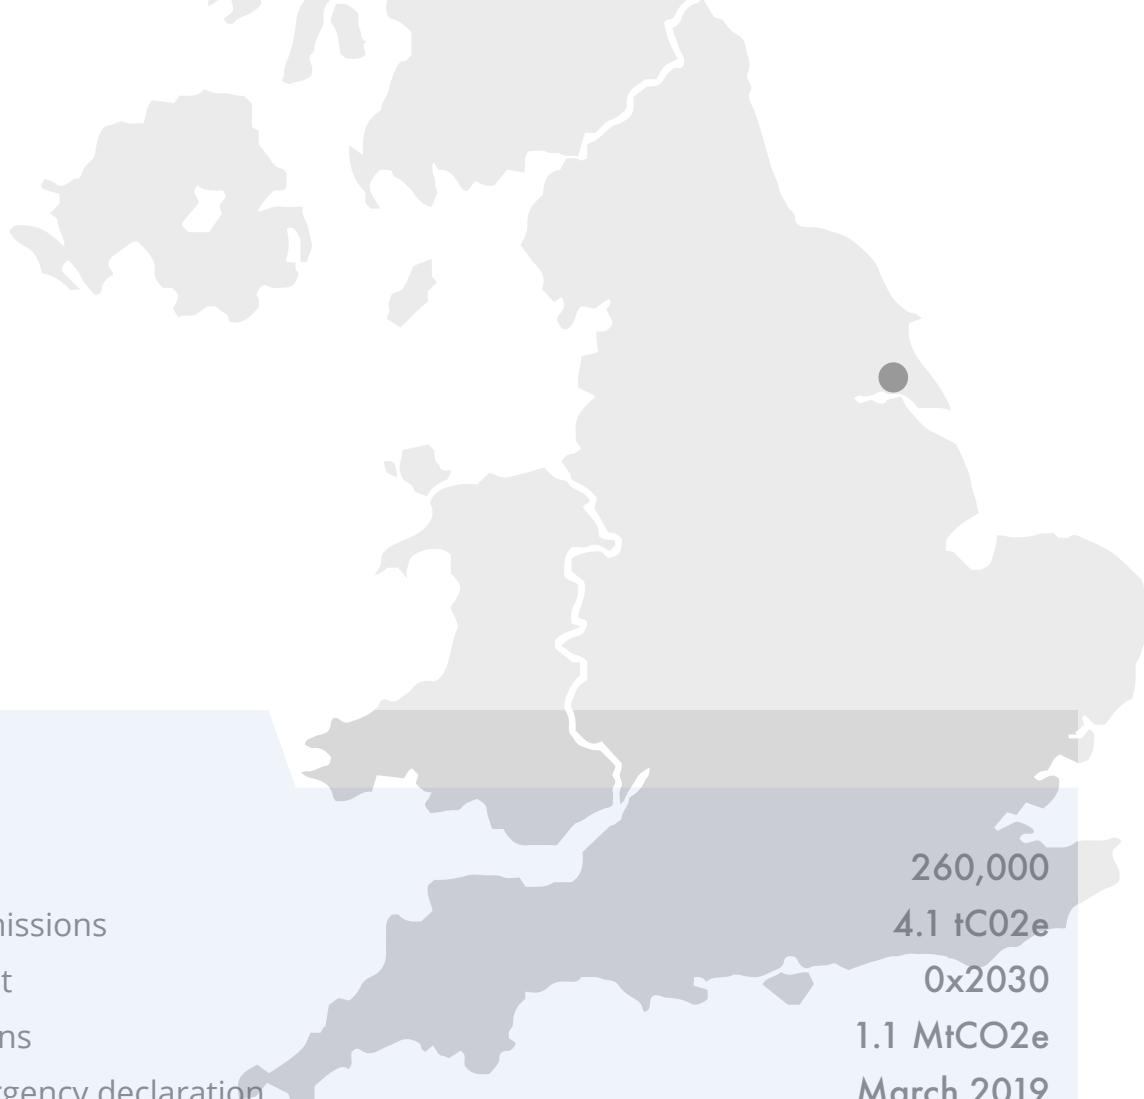 260,000
nissions 4.1 tC02e
t 0x2030
ns 1.1 MtCO2e
rgency declaration March 2019